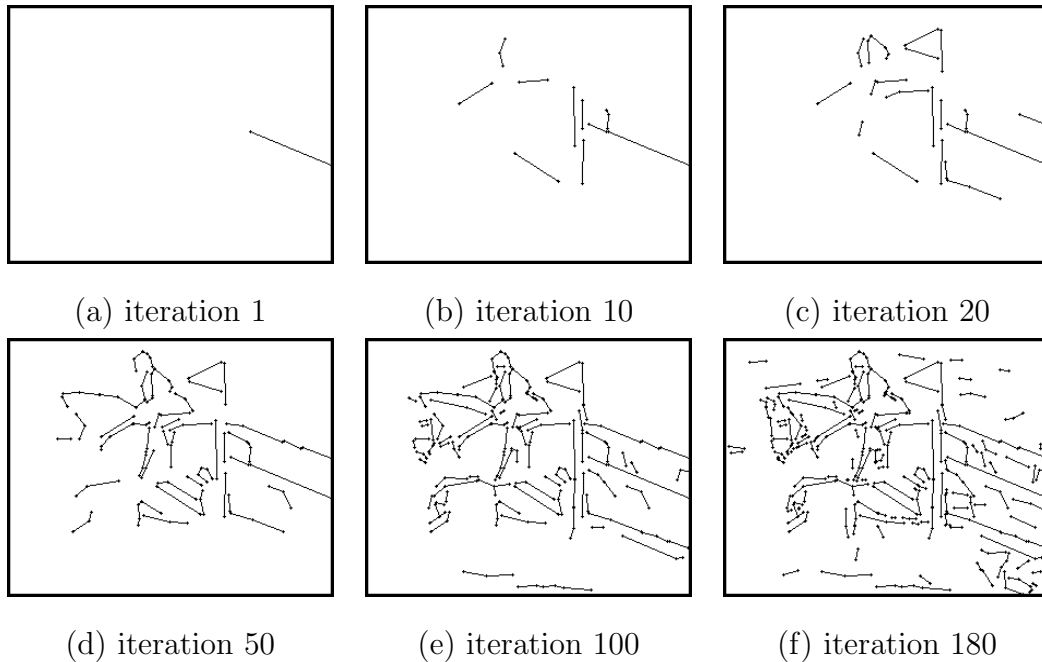 (a) iteration 1 (b) iteration 10 (c) iteration 20
(d) iteration 50 (e) iteration 100 (f) iteration 180